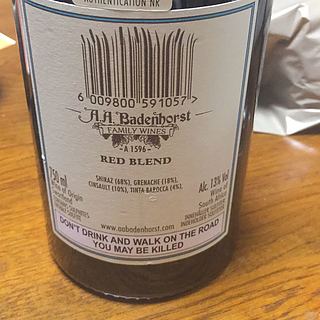 AUTHENTICATION NR
6 009800 591057 >
A.A. Badenhorst
FAMILY WINES
- A 1596 -
RED BLEND
SHIRAZ (68%), GRENACHE (18%),
CINSAULT (10%), TINTA BAROCCA (4%).
750 ml
of Origin
Alc. 13% Vol
Wine of
South Africa
www.aabadenhorst.com
DON'T DRINK AND WALK ON THE ROAD
YOU MAY BE KILLED